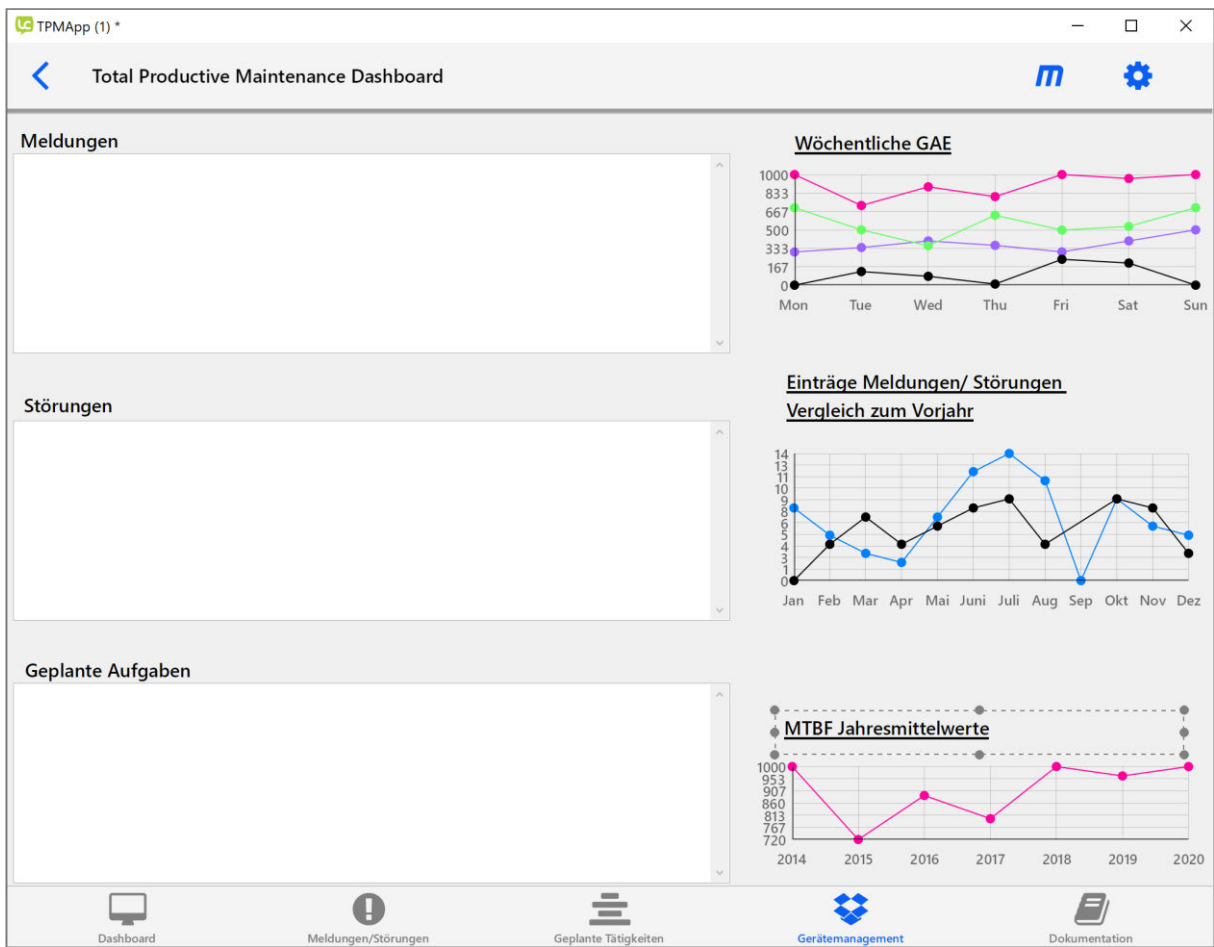 TPMApp (1) *
Total Productive Maintenance Dashboard
m
Meldungen
Störungen
Geplante Aufgaben
Wöchentliche GAE
1000
833
667
500
333
167
0
Mon Tue Wed Thu Fri Sat Sun
Einträge Meldungen/ Störungen
Vergleich zum Vorjahr
14
13
11
10
9
8
6
5
4
3
1
0
Jan Feb Mar Apr Mai Juni Juli Aug Sep Okt Nov Dez
MTBF Jahresmittelwerte
1000
953
907
860
813
767
720
2014 2015 2016 2017 2018 2019 2020
Dashboard Meldungen/Störungen Geplante Tätigkeiten Gerätemanagement Dokumentation